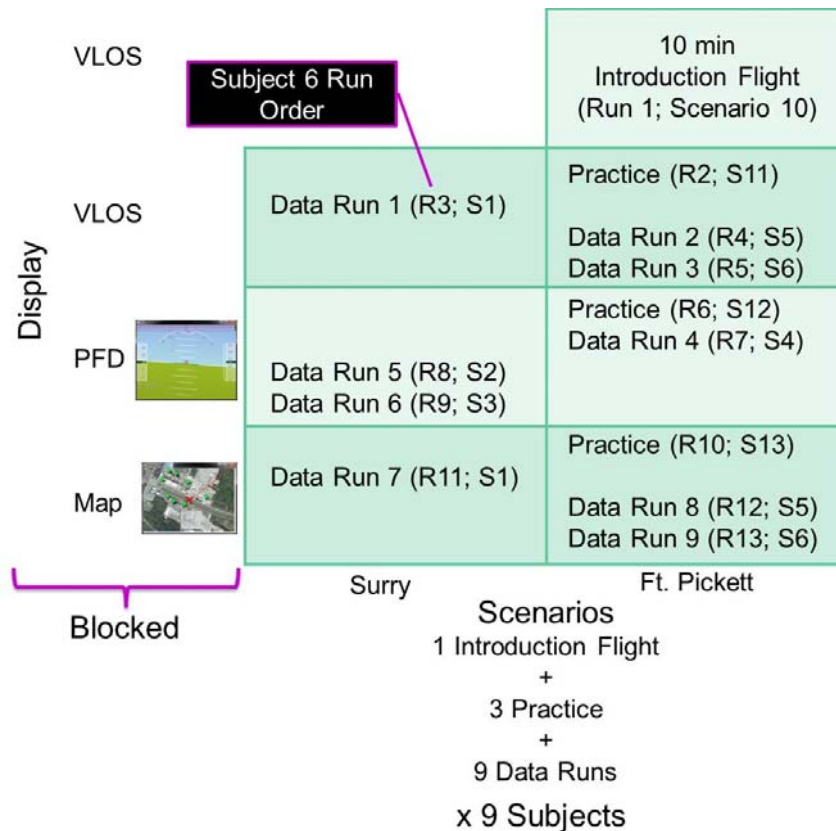 VLOS
10 min
Introduction Flight
(Run 1; Scenario 10)
Subject 6 Run
Order
Display
VLOS
Data Run 1 (R3; S1)
Practice (R2; S11)
Data Run 2 (R4; S5)
Data Run 3 (R5; S6)
PFD
Data Run 5 (R8; S2)
Data Run 6 (R9; S3)
Practice (R6; S12)
Data Run 4 (R7; S4)
Map
Data Run 7 (R11; S1)
Practice (R10; S13)
Data Run 8 (R12; S5)
Data Run 9 (R13; S6)
Blocked
Surry
Ft. Pickett
Scenarios
1 Introduction Flight
+
3 Practice
+
9 Data Runs
x 9 Subjects